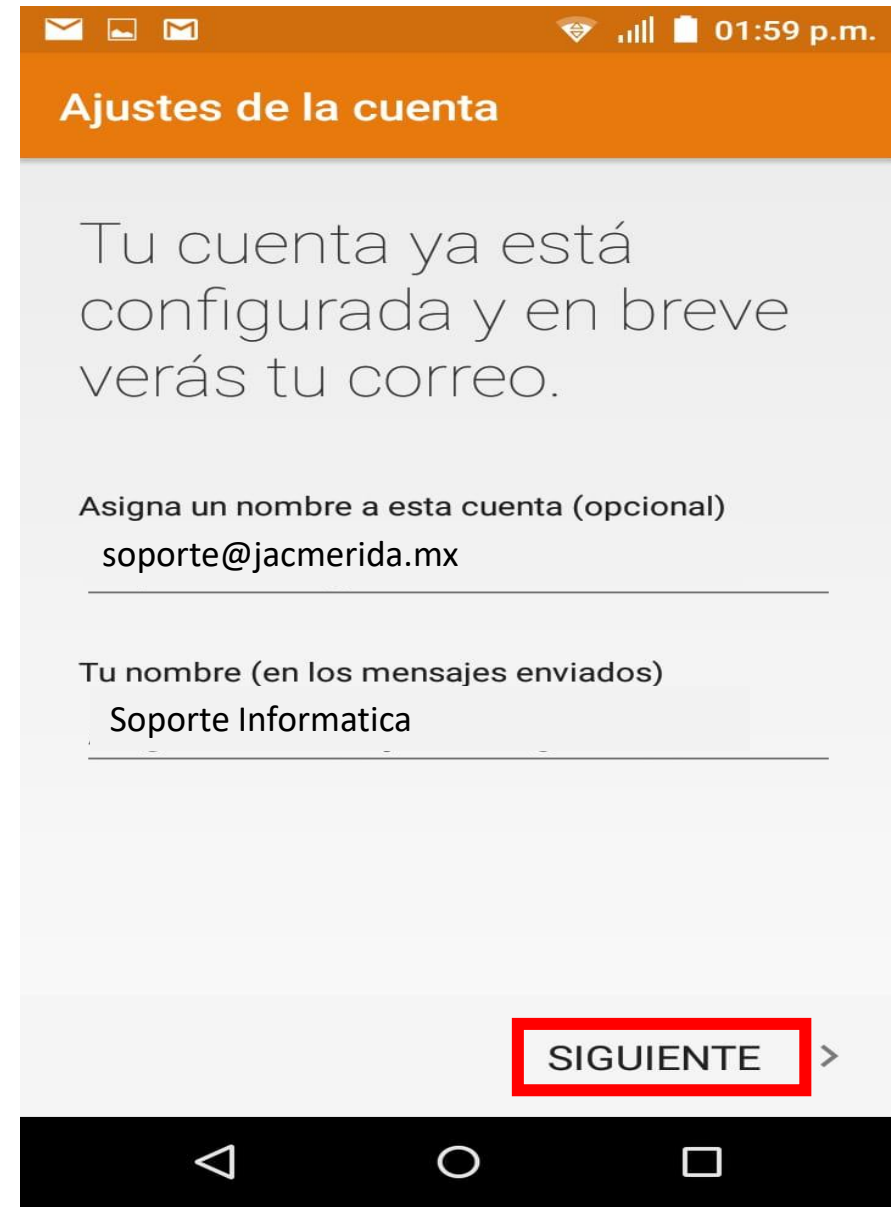 01:59 p.m.
Ajustes de la cuenta
Tu cuenta ya está
configurada y en breve
verás tu correo.
Asigna un nombre a esta cuenta (opcional)
soporte@jacmerida.mx
Tu nombre (en los mensajes enviados)
Soporte Informatica
SIGUIENTE >